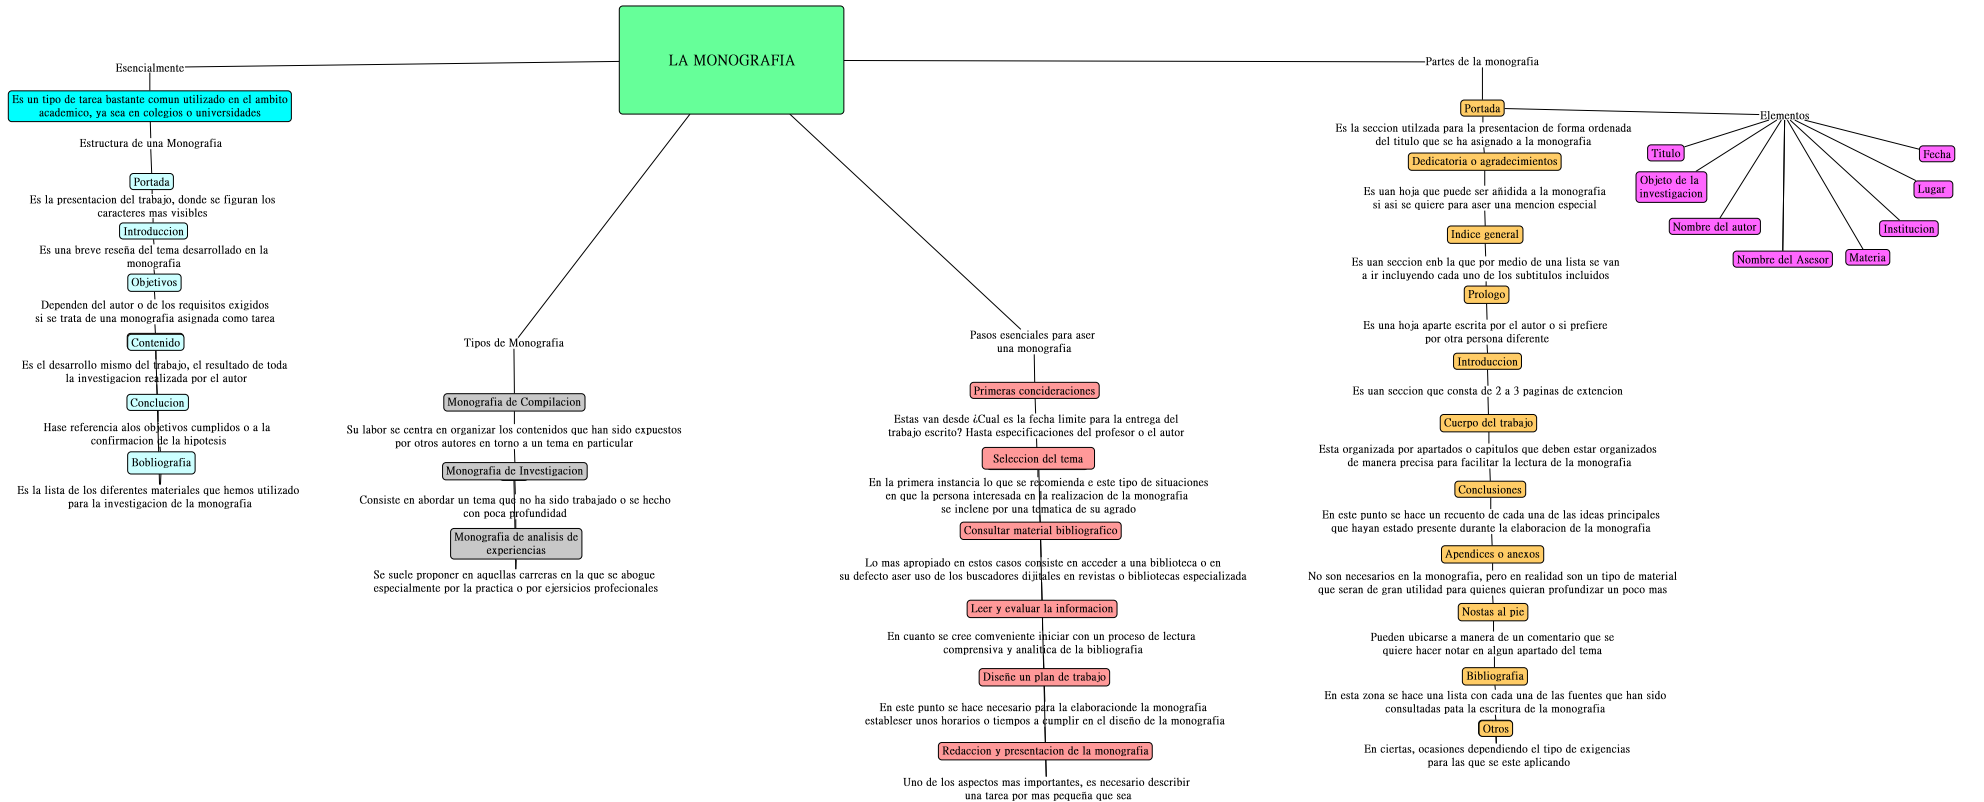 LA MONOGRAFIA
Esencialmente
Es un tipo de tarea bastante comun utilizado en el ambito
academico, ya sea en colegios o universidades
Estructura de una Monografia
Portada
Es la presentacion del trabajo, donde se figuran los
caracteres mas visibles
Introduccion
Es una breve reseña del tema desarrollado en la
monografia
Objetivos
Dependen del autor o de los requisitos exigidos
si se trata de una monografia asignada como tarea
Contenido
Es el desarrollo mismo del trabajo, el resultado de toda
la investigacion realizada por el autor
Conclucion
Hase referencia alos objetivos cumplidos o a la
confirmacion de la hipotesis
Bobliografia
Es la lista de los diferentes materiales que hemos utilizado
para la investigacion de la monografia
Tipos de Monografia
Monografia de Compilacion
Su labor se centra en organizar los contenidos que han sido expuestos
por otros autores en torno a un tema en particular
Monografia de Investigacion
Consiste en abordar un tema que no ha sido trabajado o se hecho
con poca profundidad
Monografia de analisis de
experiencias
Se suele proponer en aquellas carreras en la que se abogue
especialmente por la practica o por ejersicios profecionales
Pasos esenciales para aser
una monografia
Primeras concideraciones
Estas van desde ¿Cual es la fecha limite para la entrega del
trabajo escrito? Hasta especificaciones del profesor o el autor
Seleccion del tema
En la primera instancia lo que se recomienda e este tipo de situaciones
en que la persona interesada en la realizacion de la monografia
se inclene por una tematica de su agrado
Consultar material bibliografico
Lo mas apropiado en estos casos consiste en acceder a una biblioteca o en
su defecto aser uso de los buscadores dijitales en revistas o bibliotecas especializada
Leer y evaluar la informacion
En cuanto se cree comveniente iniciar con un proceso de lectura
comprensiva y analitica de la bibliografia
Diseñe un plan de trabajo
En este punto se hace necesario para la elaboracionde la monografia
estableser unos horarios o tiempos a cumplir en el diseño de la monografia
Redaccion y presentacion de la monografia
Uno de los aspectos mas importantes, es necesario describir
una tarea por mas pequeña que sea
Partes de la monografia
Portada
Es la seccion utilzada para la presentacion de forma ordenada
del titulo que se ha asignado a la monografia
Dedicatoria o agradecimientos
Es uan hoja que puede ser añidida a la monografia
si asi se quiere para aser una mencion especial
Indice general
Es uan seccion enb la que por medio de una lista se van
a ir incluyendo cada uno de los subtitulos incluidos
Prologo
Es una hoja aparte escrita por el autor o si prefiere
por otra persona diferente
Introduccion
Es uan seccion que consta de 2 a 3 paginas de extencion
Cuerpo del trabajo
Esta organizada por apartados o capitulos que deben estar organizados
de manera precisa para facilitar la lectura de la monografia
Conclusiones
En este punto se hace un recuento de cada una de las ideas principales
que hayan estado presente durante la elaboracion de la monografia
Apendices o anexos
No son necesarios en la monografia, pero en realidad son un tipo de material
que seran de gran utilidad para quienes quieran profundizar un poco mas
Nostas al pie
Pueden ubicarse a manera de un comentario que se
quiere hacer notar en algun apartado del tema
Bibliografia
En esta zona se hace una lista con cada una de las fuentes que han sido
consultadas pata la escritura de la monografia
Otros
En ciertas, ocasiones dependiendo el tipo de exigencias
para las que se este aplicando
Elementos
Titulo
Objeto de la
investigacion
Nombre del autor
Nombre del Asesor
Materia
Institucion
Lugar
Fecha